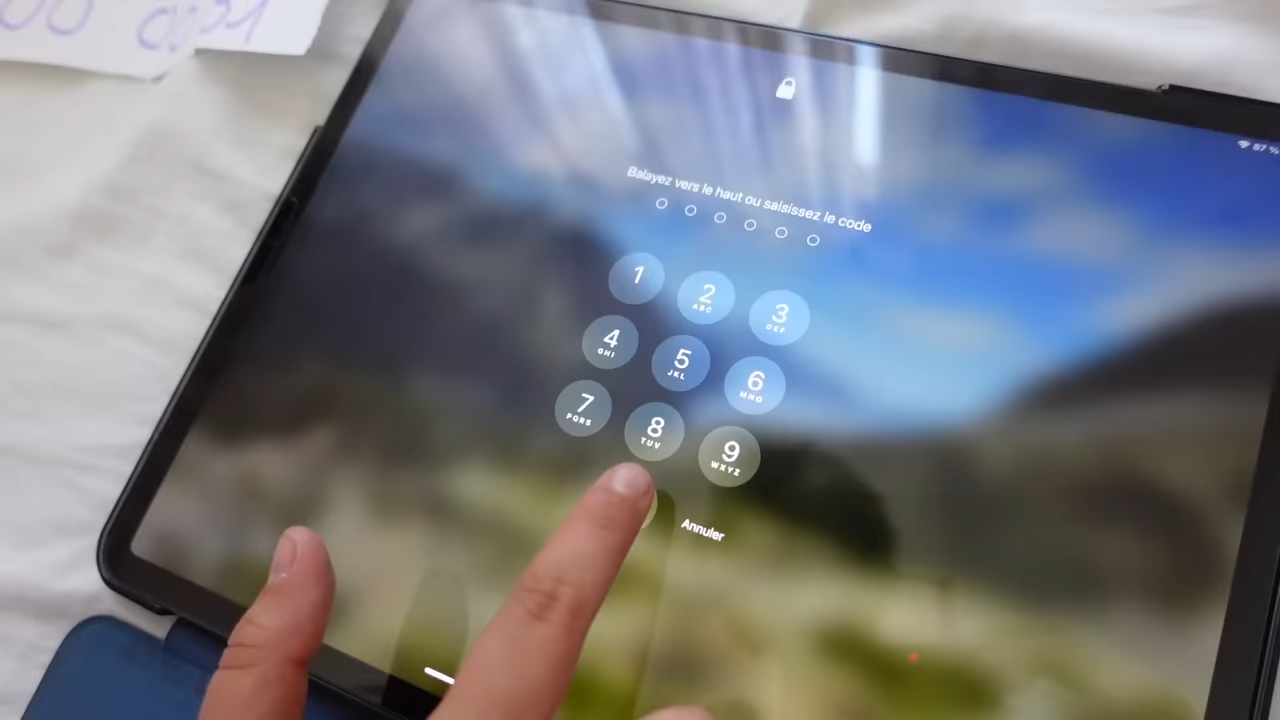 87 %
Balayez vers le haut ou saisissez le code
1
2
ABC
3
DEF
4
GHI
5
JKL
6
MNO
7
PQRS
8
TUV
9
WXYZ
Annuler